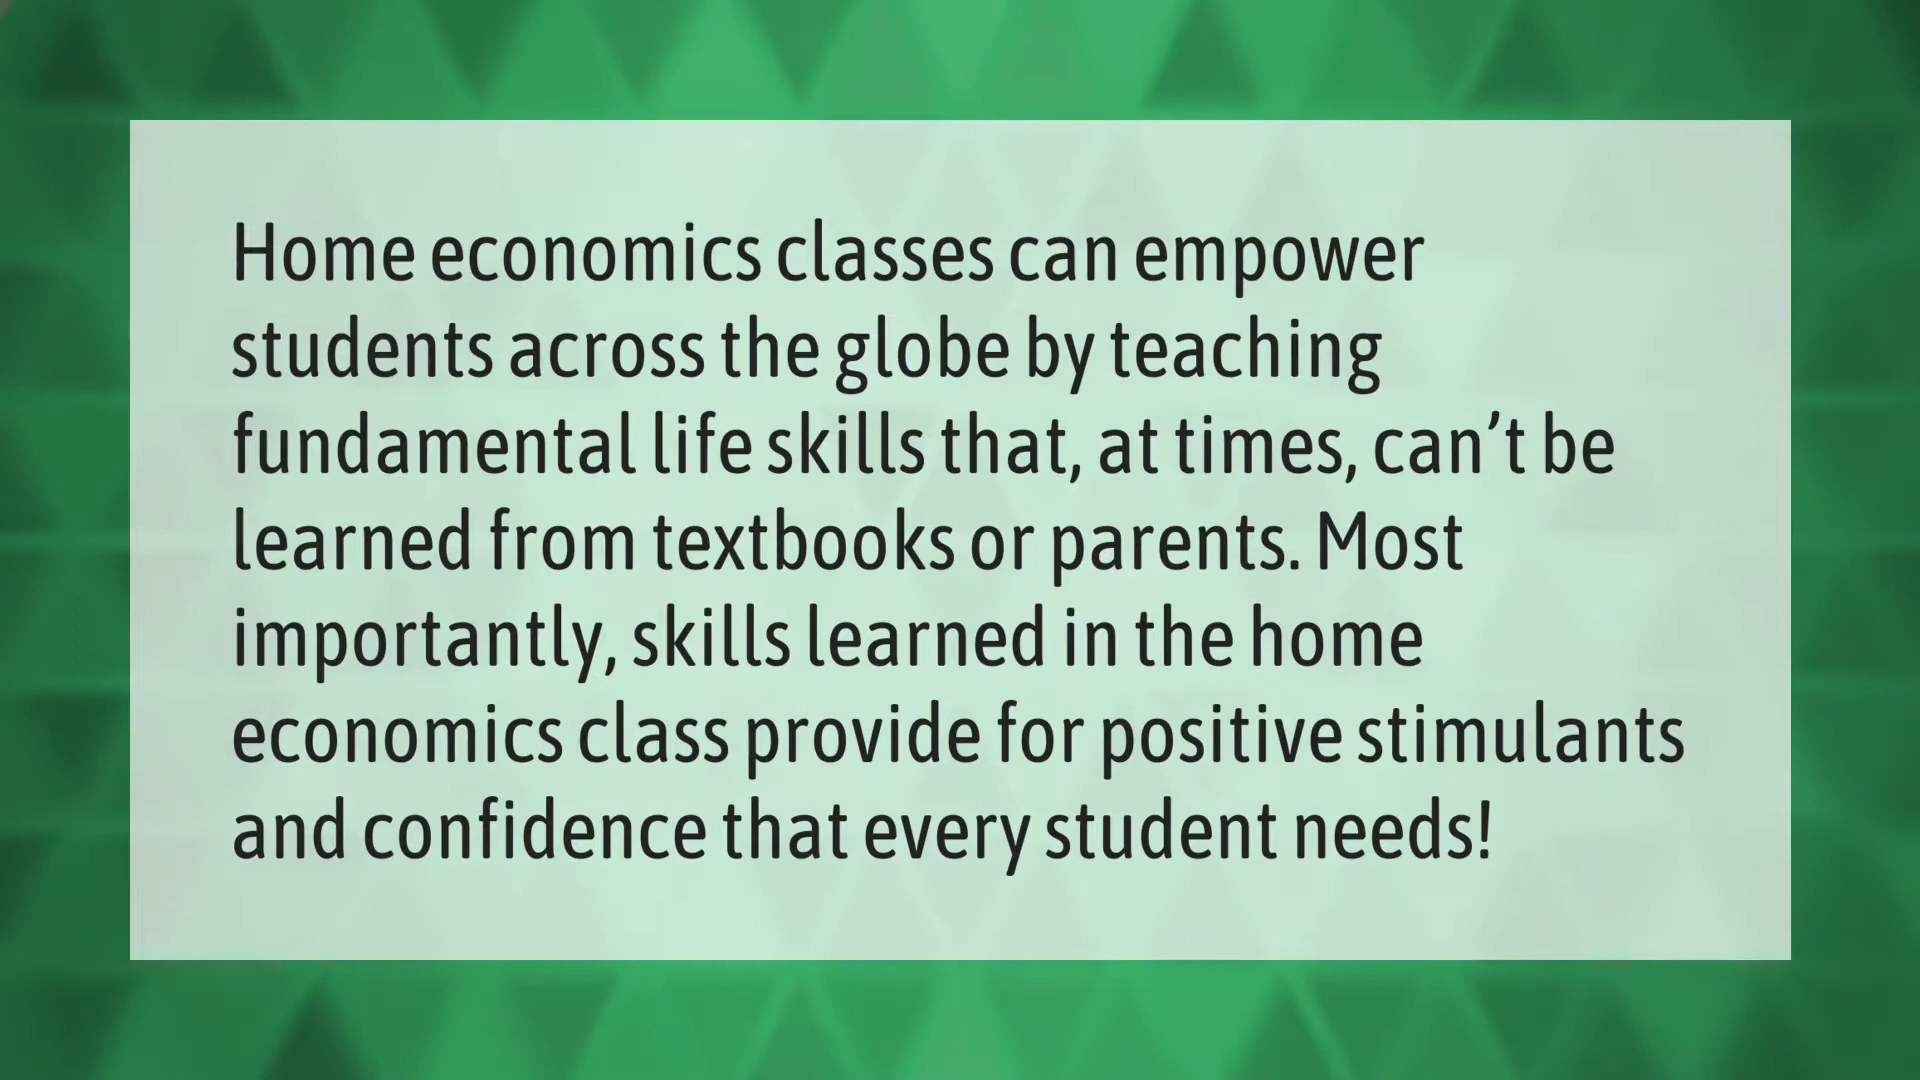 Home economics classes can empower
students across the globe by teaching
fundamental life skills that, at times, can’t be
learned from textbooks or parents. Most
importantly, skills learned in the home
economics class provide for positive stimulants
and confidence that every student needs!